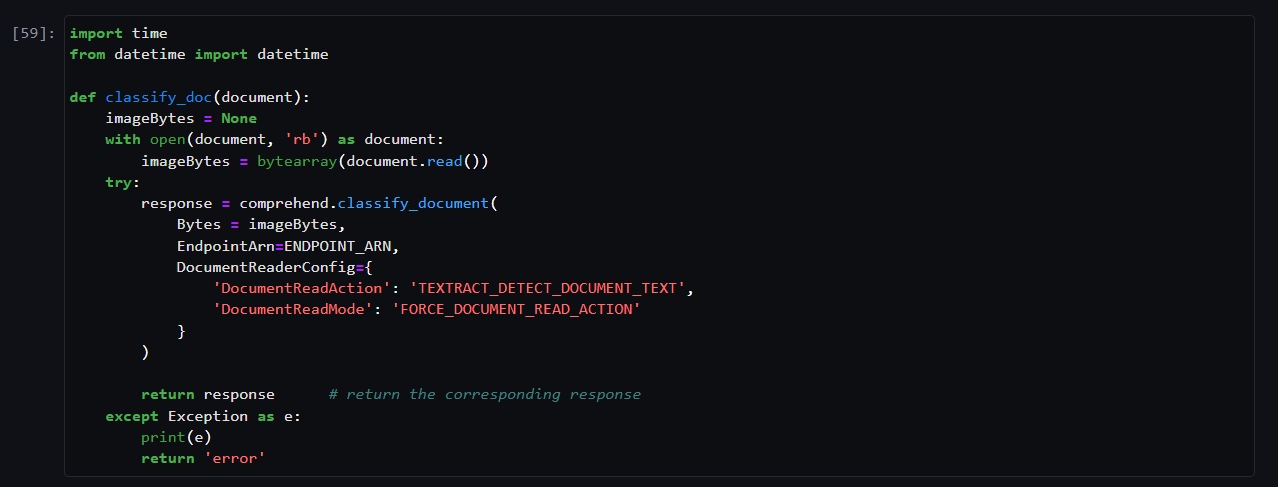 [59]:
import time
from datetime import datetime

def classify_doc(document):
    imageBytes = None
    with open(document, 'rb') as document:
        imageBytes = bytearray(document.read())
    try:
        response = comprehend.classify_document(
            Bytes = imageBytes,
            EndpointArn=ENDPOINT_ARN,
            DocumentReaderConfig={
                'DocumentReadAction': 'TEXTRACT_DETECT_DOCUMENT_TEXT',
                'DocumentReadMode': 'FORCE_DOCUMENT_READ_ACTION'
            }
        )

        return response      # return the corresponding response
    except Exception as e:
        print(e)
        return 'error'